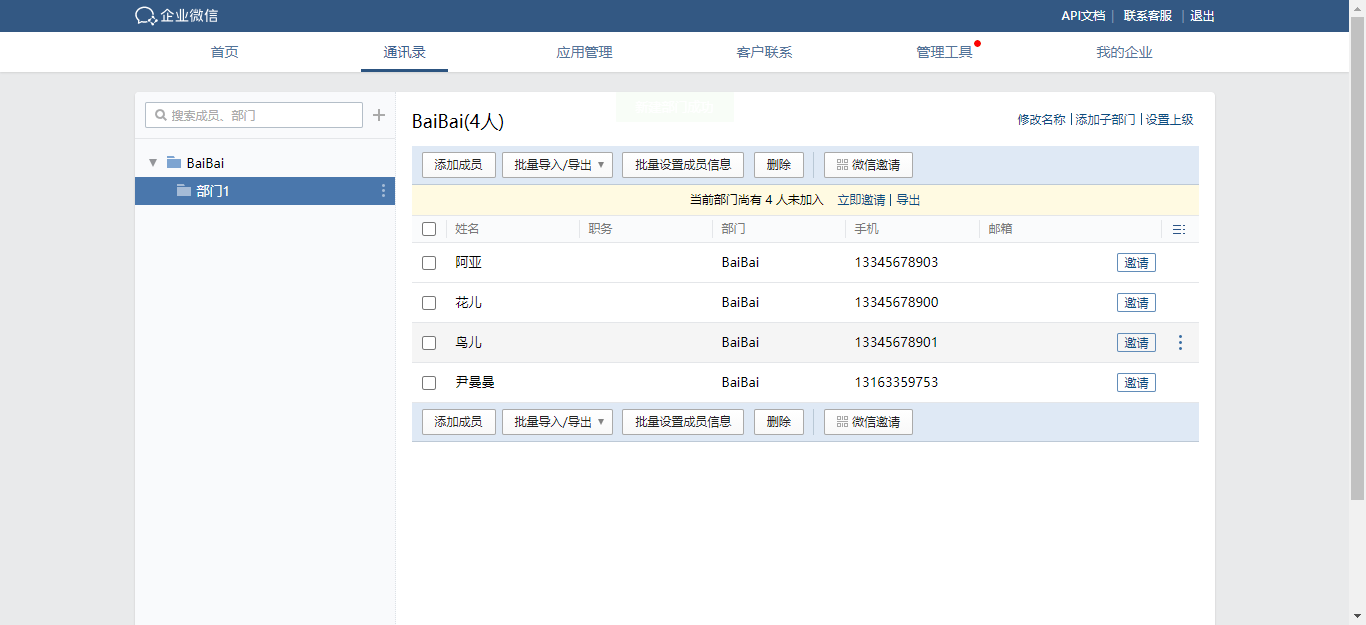 企业微信 API文档 | 联系客服 | 退出
首页 通讯录 应用管理 客户联系 管理工具 我的企业
搜索成员、部门
BaiBai
部门1
BaiBai(4人) 修改名称 | 添加子部门 | 设置上级
添加成员 批量导入/导出 批量设置成员信息 删除 微信邀请
当前部门尚有 4 人未加入 立即邀请 | 导出
姓名 职务 部门 手机 邮箱
阿亚 BaiBai 13345678903 邀请
花儿 BaiBai 13345678900 邀请
鸟儿 BaiBai 13345678901 邀请
尹曼曼 BaiBai 13163359753 邀请
添加成员 批量导入/导出 批量设置成员信息 删除 微信邀请